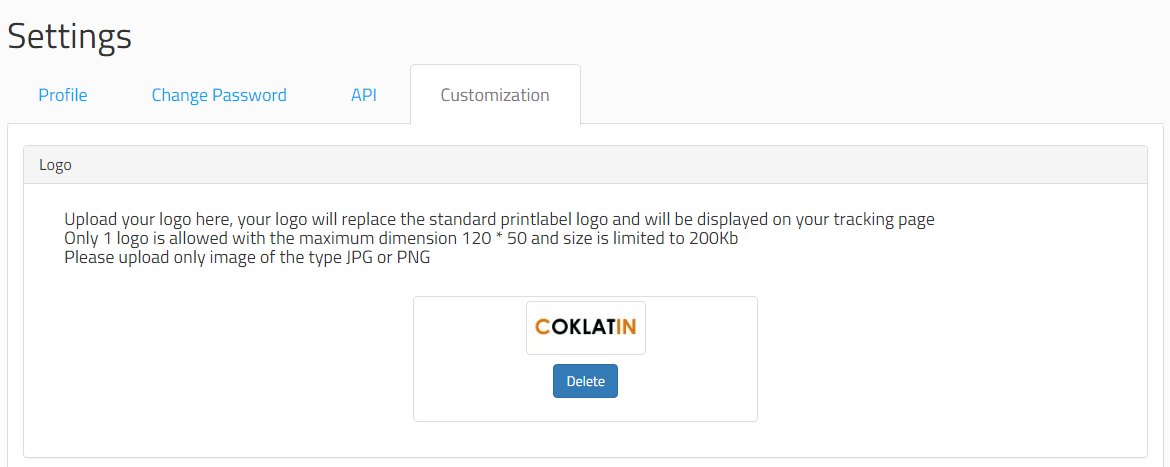 Settings
Profile Change Password API Customization
Logo
Upload your logo here, your logo will replace the standard printlabel logo and will be displayed on your tracking page
Only 1 logo is allowed with the maximum dimension 120 * 50 and size is limited to 200Kb
Please upload only image of the type JPG or PNG
COKLATIN
Delete